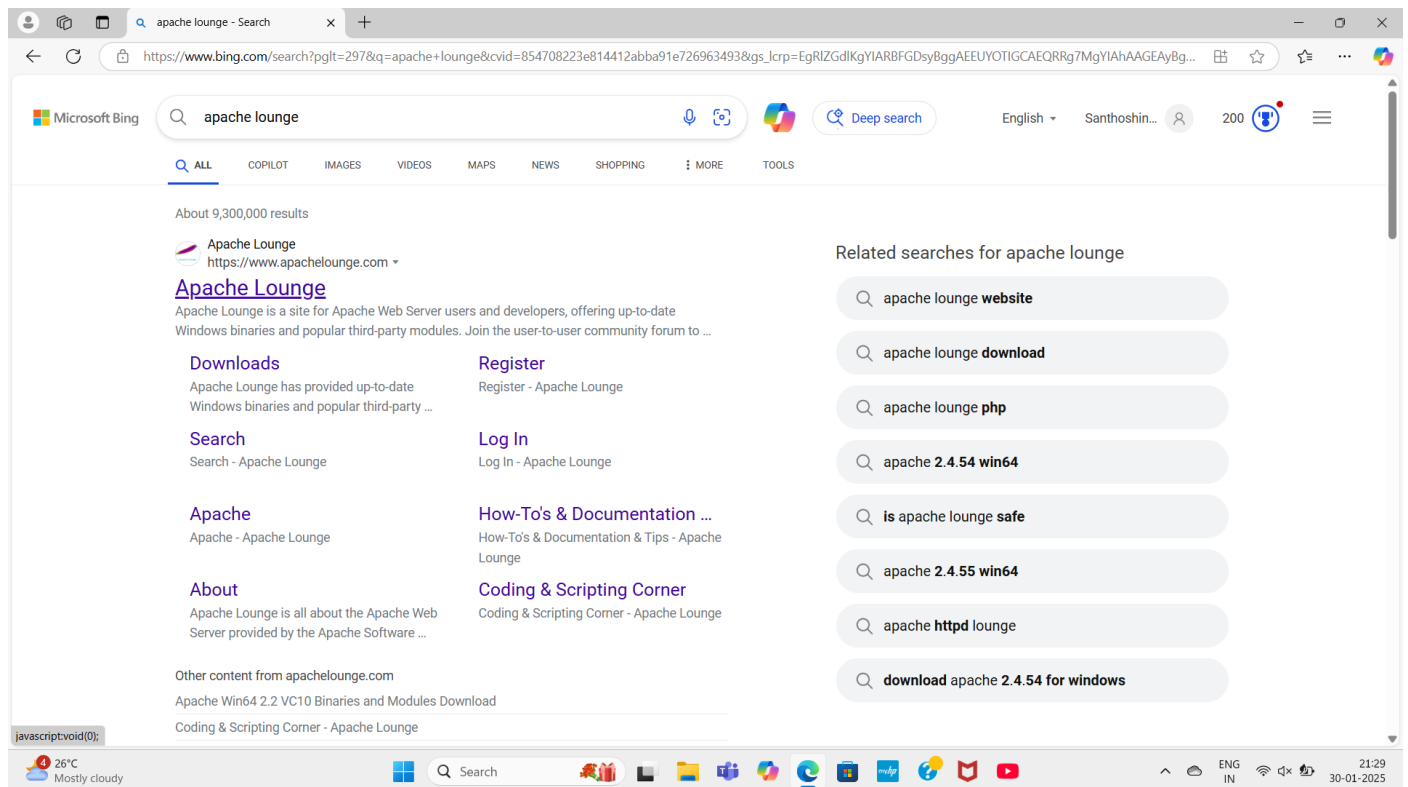 apache lounge - Search
https://www.bing.com/search?pglt=297&q=apache+lounge&cvid=854708223e814412abba91e726963493&gs_lcrp=EgRlZGdlKgYIARBFGDsyBggAEEUYOTIGCAEQRRg7MgYIAhAAGEAyBg...
Microsoft Bing
apache lounge
Deep search
English
Santhoshin...
200
ALL
COPILOT
IMAGES
VIDEOS
MAPS
NEWS
SHOPPING
MORE
TOOLS
About 9,300,000 results
Apache Lounge
https://www.apachelounge.com
Apache Lounge
Apache Lounge is a site for Apache Web Server users and developers, offering up-to-date
Windows binaries and popular third-party modules. Join the user-to-user community forum to ...
Downloads
Apache Lounge has provided up-to-date
Windows binaries and popular third-party ...
Register
Register - Apache Lounge
Search
Search - Apache Lounge
Log In
Log In - Apache Lounge
Apache
Apache - Apache Lounge
How-To's & Documentation ...
How-To's & Documentation & Tips - Apache
Lounge
About
Apache Lounge is all about the Apache Web
Server provided by the Apache Software ...
Coding & Scripting Corner
Coding & Scripting Corner - Apache Lounge
Other content from apachelounge.com
Apache Win64 2.2 VC10 Binaries and Modules Download
Coding & Scripting Corner - Apache Lounge
Related searches for apache lounge
apache lounge website
apache lounge download
apache lounge php
apache 2.4.54 win64
is apache lounge safe
apache 2.4.55 win64
apache httpd lounge
download apache 2.4.54 for windows
javascript:void(0);
4
26°C
Mostly cloudy
Search
myhp
ENG
IN
21:29
30-01-2025